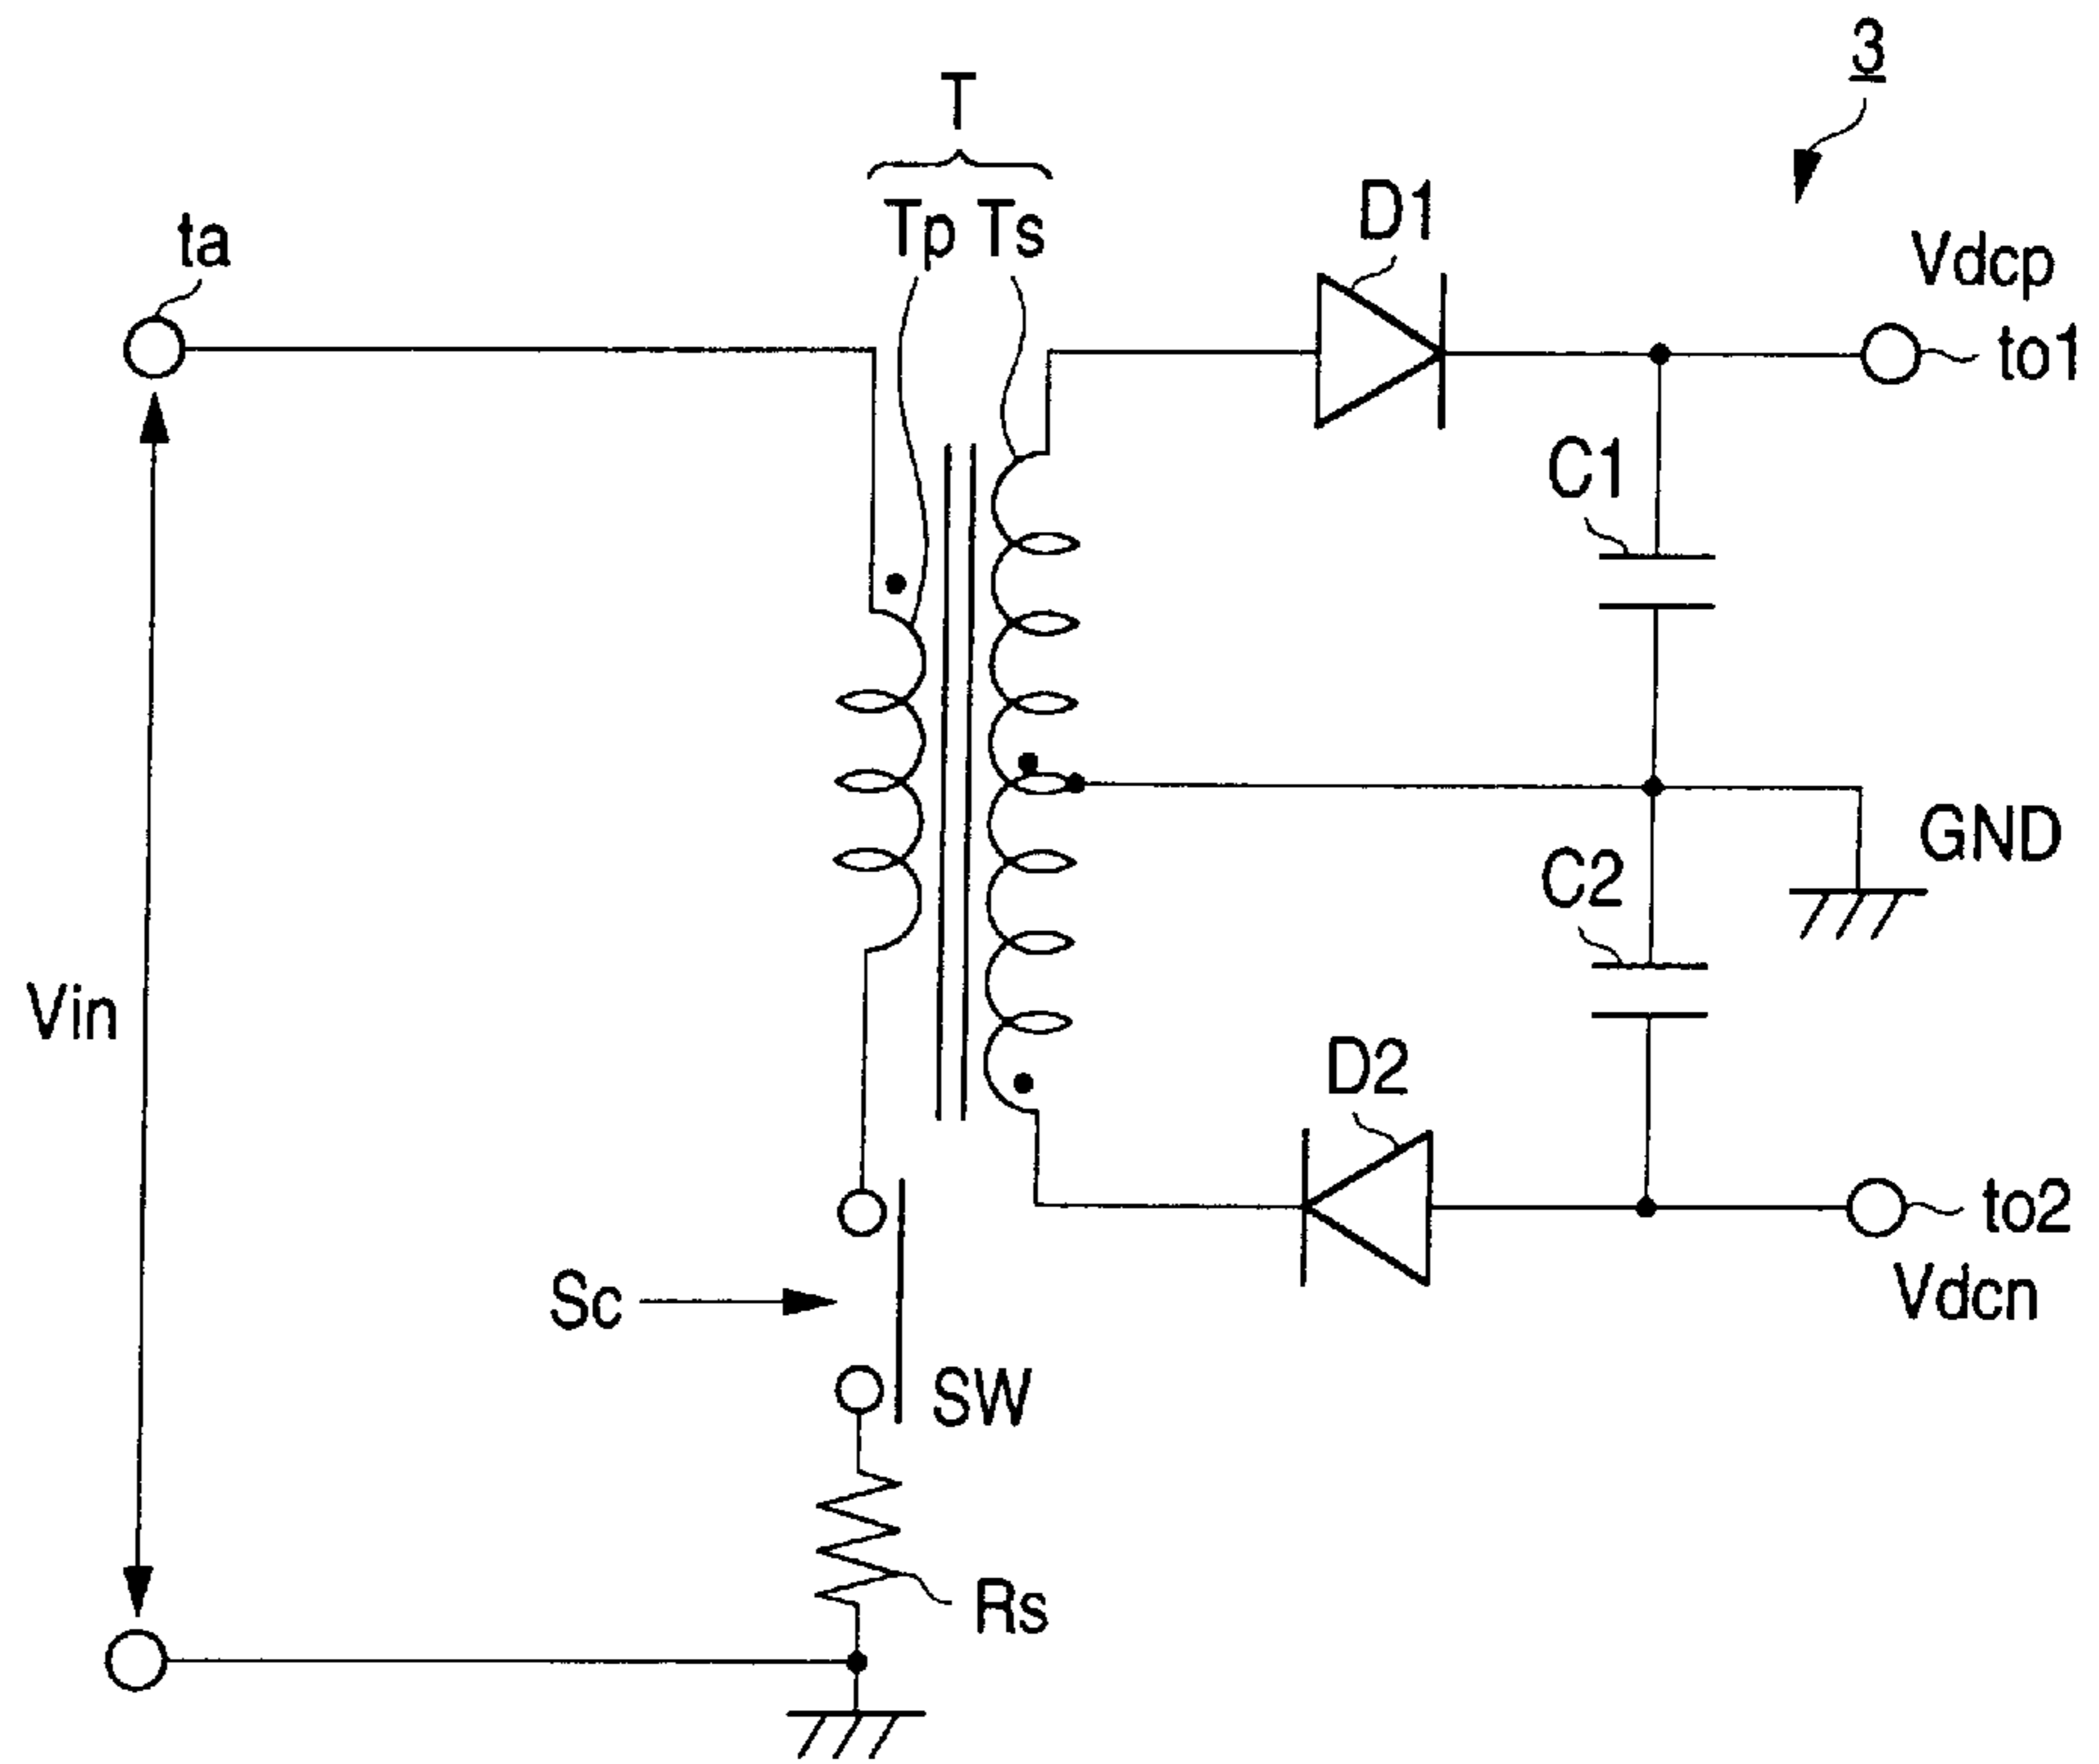 3
T
Tp Ts
D1
ta
Vdcp
to1
C1
GND
C2
Vin
D2
to2
Sc
Vdcn
SW
Rs